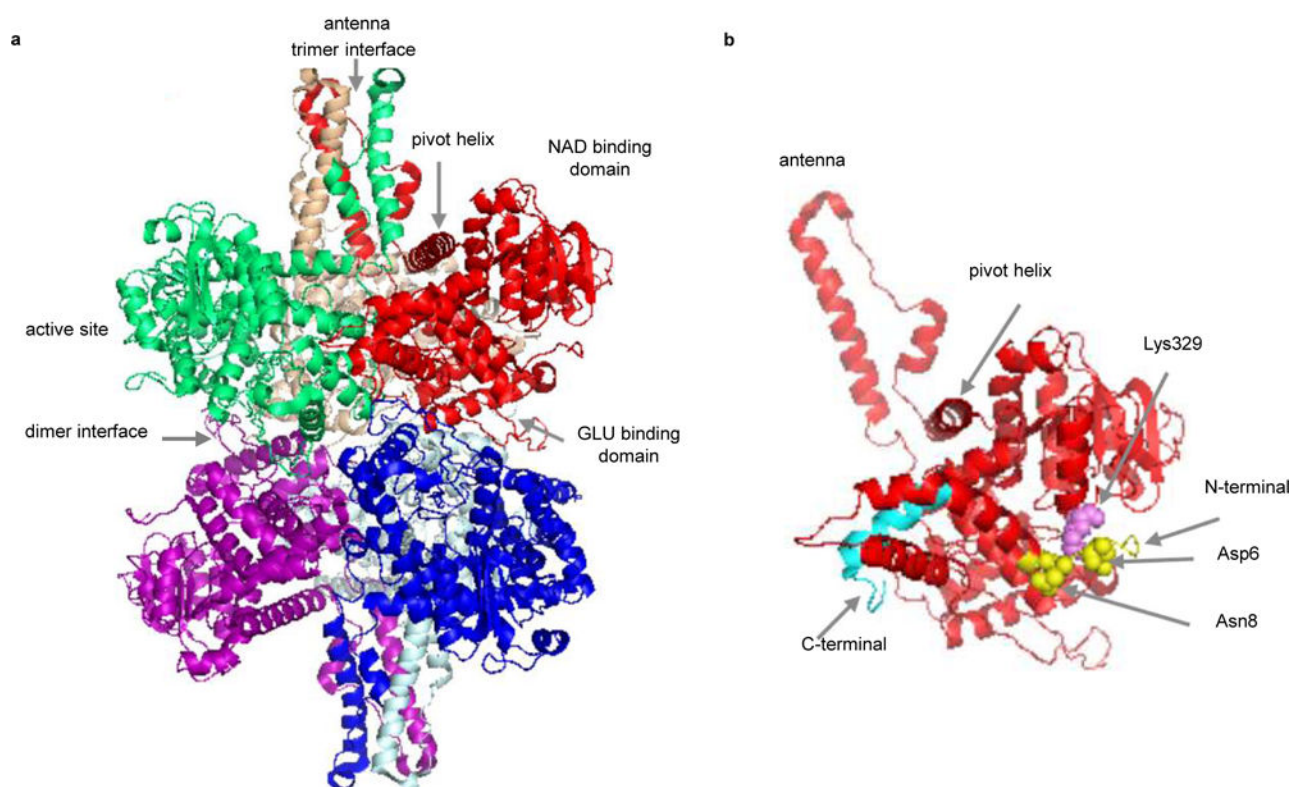 a
antenna
trimer interface
pivot helix
NAD binding
domain
active site
dimer interface
GLU binding
domain
b
antenna
pivot helix
Lys329
N-terminal
Asp6
Asn8
C-terminal